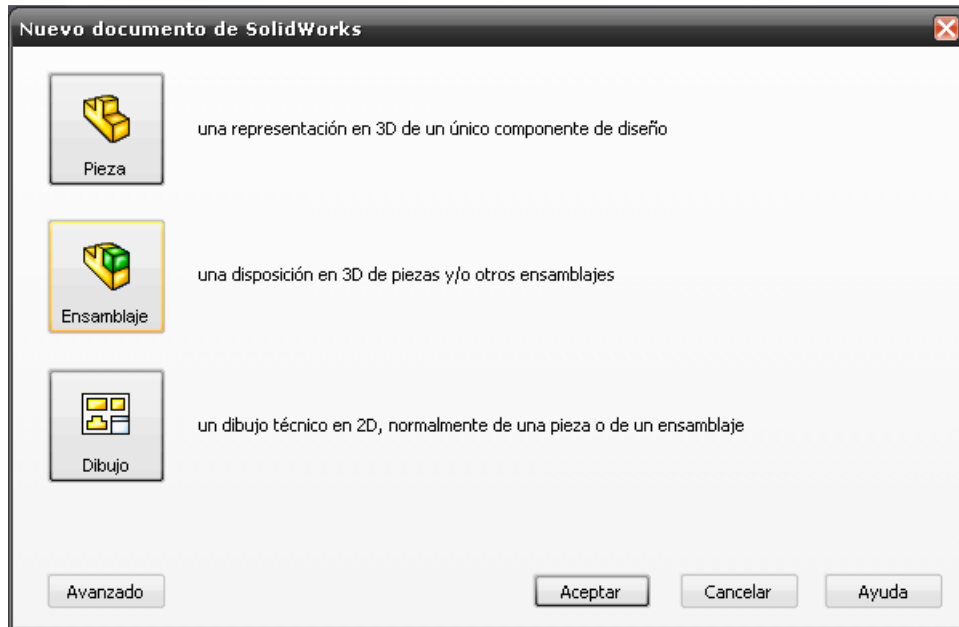 Nuevo documento de SolidWorks
Pieza
una representación en 3D de un único componente de diseño
Ensamblaje
una disposición en 3D de piezas y/o otros ensamblajes
Dibujo
un dibujo técnico en 2D, normalmente de una pieza o de un ensamblaje
Avanzado
Aceptar
Cancelar
Ayuda